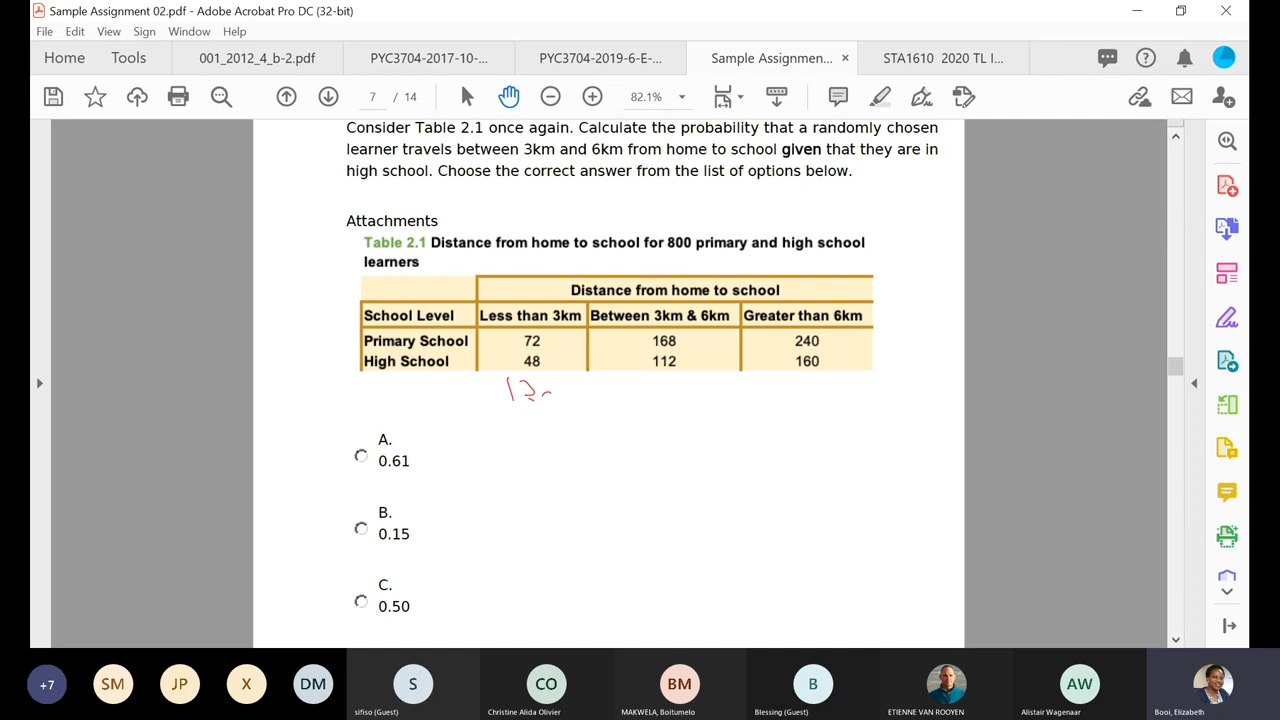 Sample Assignment 02.pdf - Adobe Acrobat Pro DC (32-bit)
File Edit View Sign Window Help
Home Tools 001_2012_4_b-2.pdf PYC3704-2017-10-... PYC3704-2019-6-E-... Sample Assignmen... × STA1610 2020 TL I...
7 / 14 82.1%
Consider Table 2.1 once again. Calculate the probability that a randomly chosen
learner travels between 3km and 6km from home to school given that they are in
high school. Choose the correct answer from the list of options below.
Attachments
Table 2.1 Distance from home to school for 800 primary and high school
learners
Distance from home to school
School Level Less than 3km Between 3km & 6km Greater than 6km
Primary School 72 168 240
High School 48 112 160
A.
0.61
B.
0.15
C.
0.50
+7 SM JP X DM S CO BM B AW
sifiso (Guest) Christine Alida Olivier MAKWELA, Boitumelo Blessing (Guest) ETIENNE VAN ROOYEN Alistair Wagenaar Booi, Elizabeth